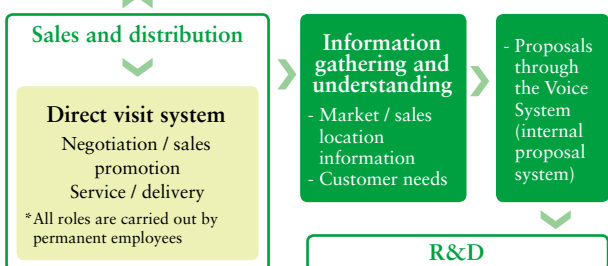 Sales and distribution
Direct visit system
Negotiation / sales
promotion
Service / delivery
*All roles are carried out by
permanent employees
Information
gathering and
understanding
- Market / sales
location
information
- Customer needs
- Proposals
through
the Voice
System
(internal
proposal
system)
R&D